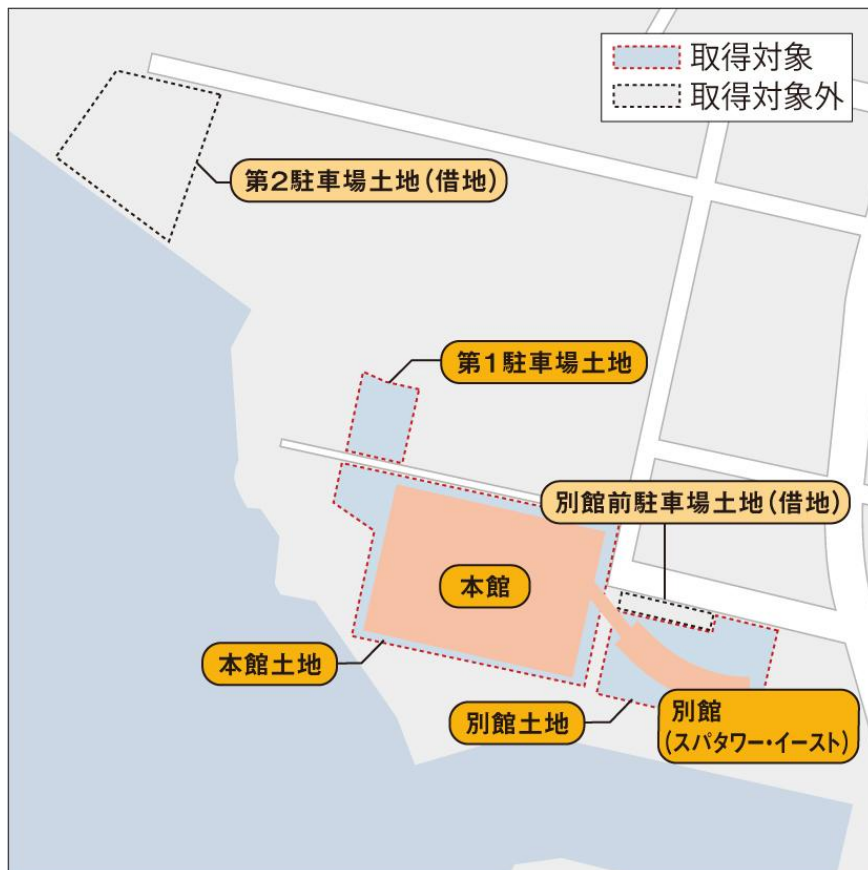 取得対象
取得対象外
第2駐車場土地(借地)
第1駐車場土地
別館前駐車場土地(借地)
本館
本館土地
別館土地
別館
(スパタワー・イースト)